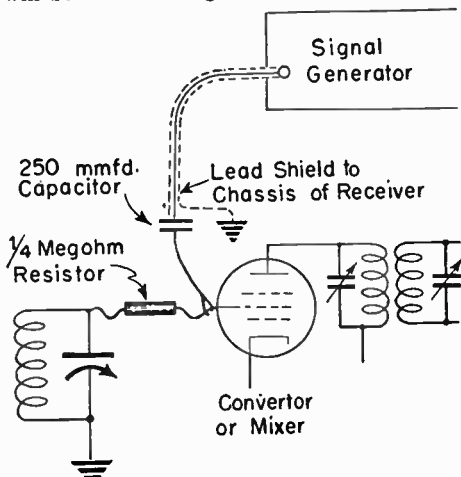 Signal
Generator
250 mmfd.
Capacitor
Lead Shield to
Chassis of Receiver
1/4 Megohm
Resistor
Convertor
or Mixer